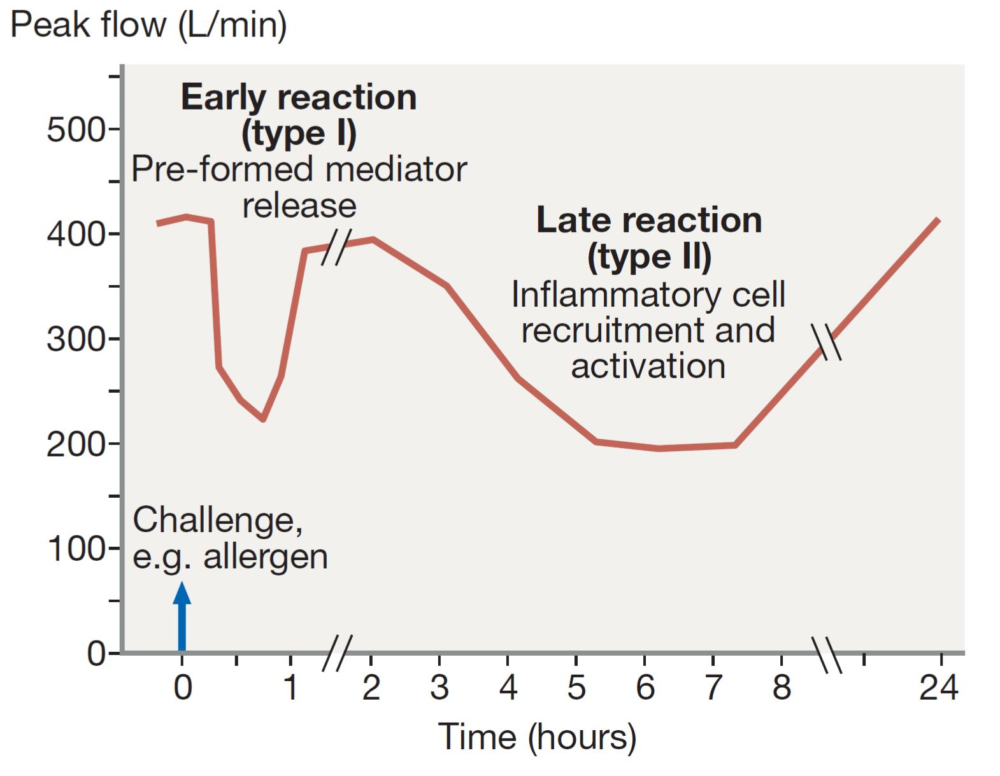 Peak flow (L/min)
Early reaction
(type I)
Pre-formed mediator
release
Late reaction
(type II)
Inflammatory cell
recruitment and
activation
Challenge,
e.g. allergen
500
400
300
200
100
0
0 1 2 3 4 5 6 7 8 24
Time (hours)